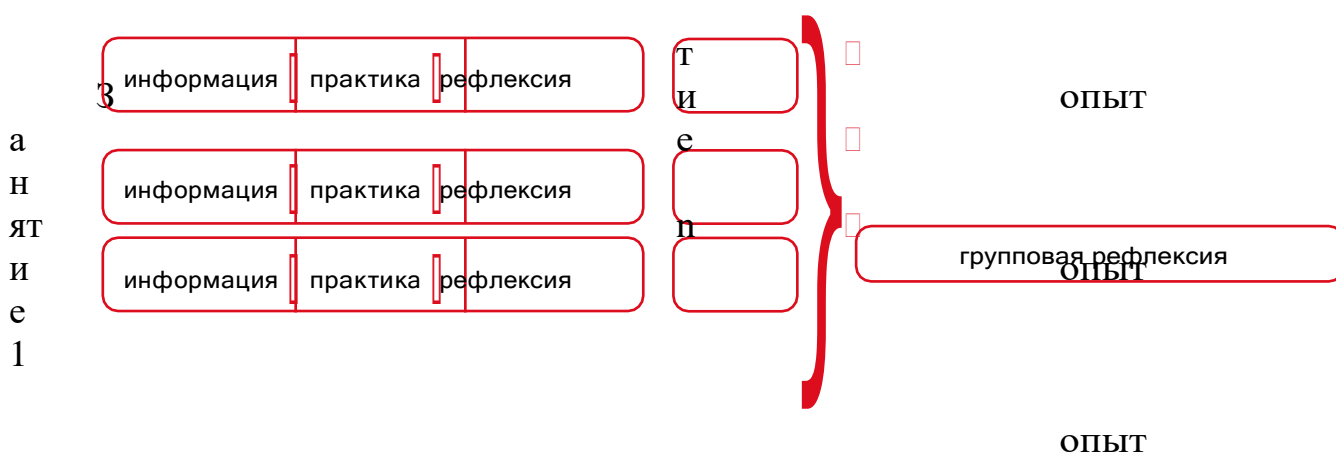 З
а
н
ят
и
е
1
информация практика рефлексия
информация практика рефлексия
информация практика рефлексия
т
и
е
n
опыт
групповая рефлексия
опыт
опыт